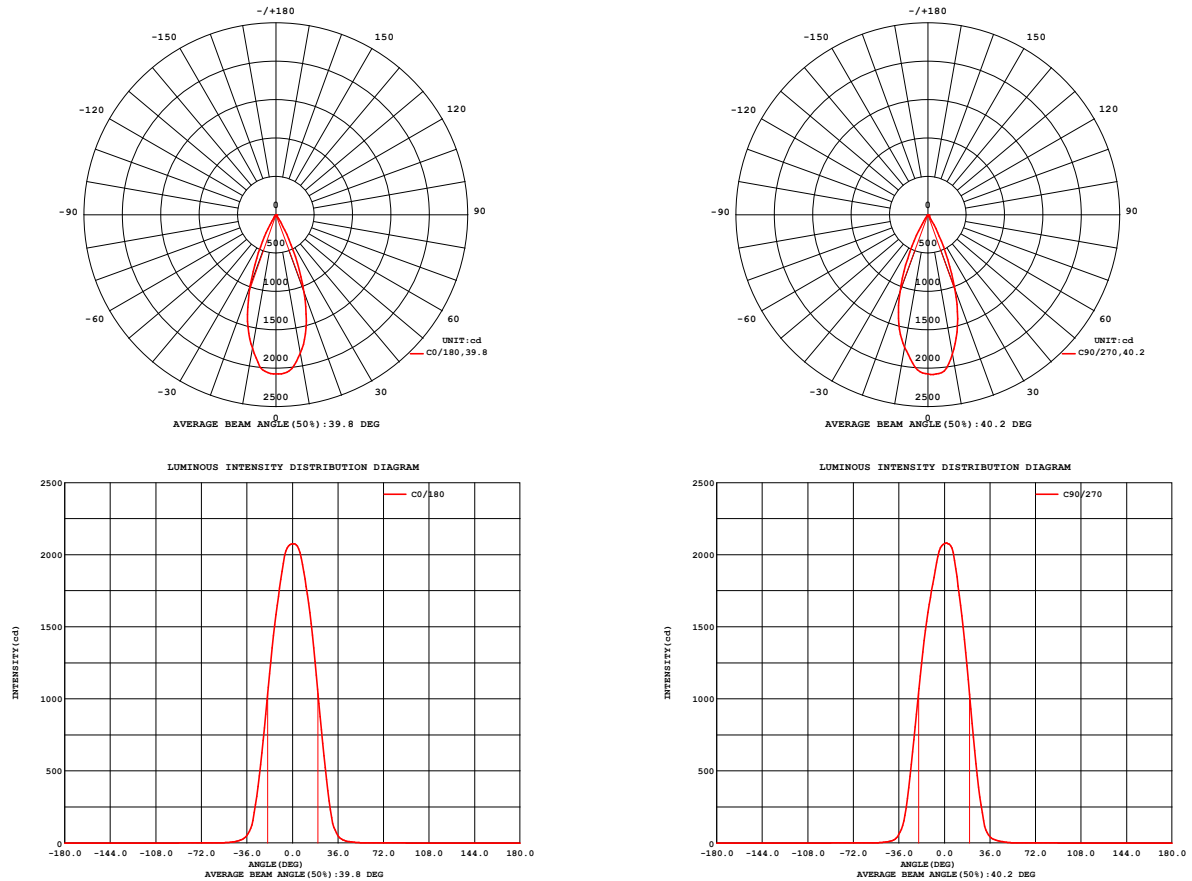 -/+180
-150
150
-120
120
-90
90
0
500
1000
1500
2000
2500
-60
60
-30
30
0
UNIT:cd
C0/180,39.8
AVERAGE BEAM ANGLE(50%):39.8 DEG
-/+180
-150
150
-120
120
-90
90
0
500
1000
1500
2000
2500
-60
60
-30
30
0
UNIT:cd
C90/270,40.2
AVERAGE BEAM ANGLE(50%):40.2 DEG
LUMINOUS INTENSITY DISTRIBUTION DIAGRAM
C0/180
INTENSITY(cd)
2500
2000
1500
1000
500
0
-180.0 -144.0 -108.0 -72.0 -36.0 0.0 36.0 72.0 108.0 144.0 180.0
ANGLE(DEG)
AVERAGE BEAM ANGLE(50%):39.8 DEG
LUMINOUS INTENSITY DISTRIBUTION DIAGRAM
C90/270
INTENSITY(cd)
2500
2000
1500
1000
500
0
-180.0 -144.0 -108.0 -72.0 -36.0 0.0 36.0 72.0 108.0 144.0 180.0
ANGLE(DEG)
AVERAGE BEAM ANGLE(50%):40.2 DEG